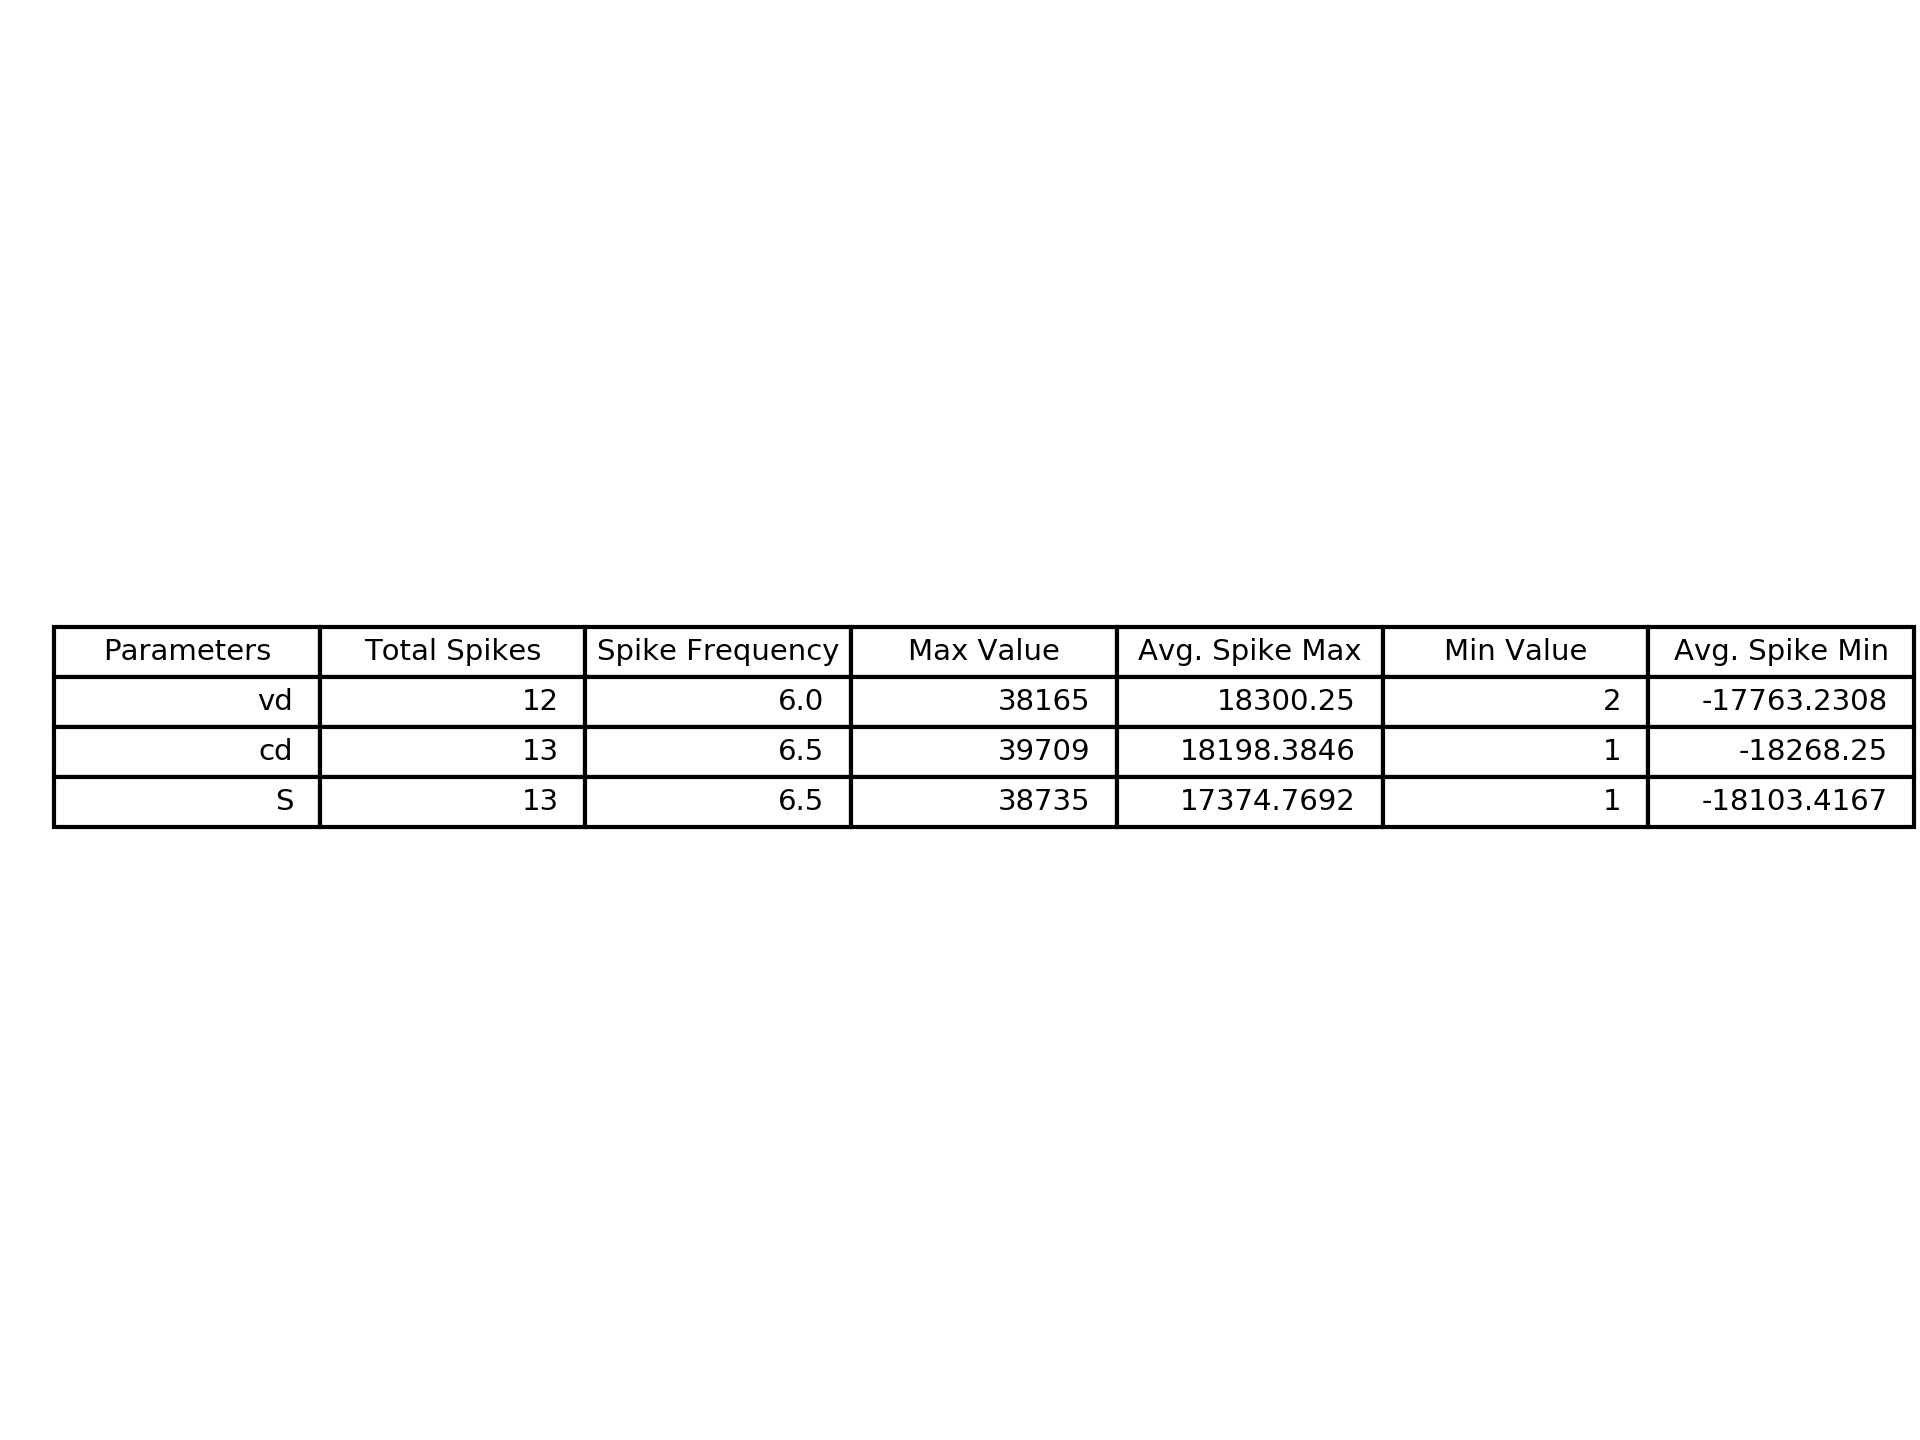 Parameters Total Spikes Spike Frequency Max Value Avg. Spike Max Min Value Avg. Spike Min
vd 12 6.0 38165 18300.25 2 -17763.2308
cd 13 6.5 39709 18198.3846 1 -18268.25
S 13 6.5 38735 17374.7692 1 -18103.4167